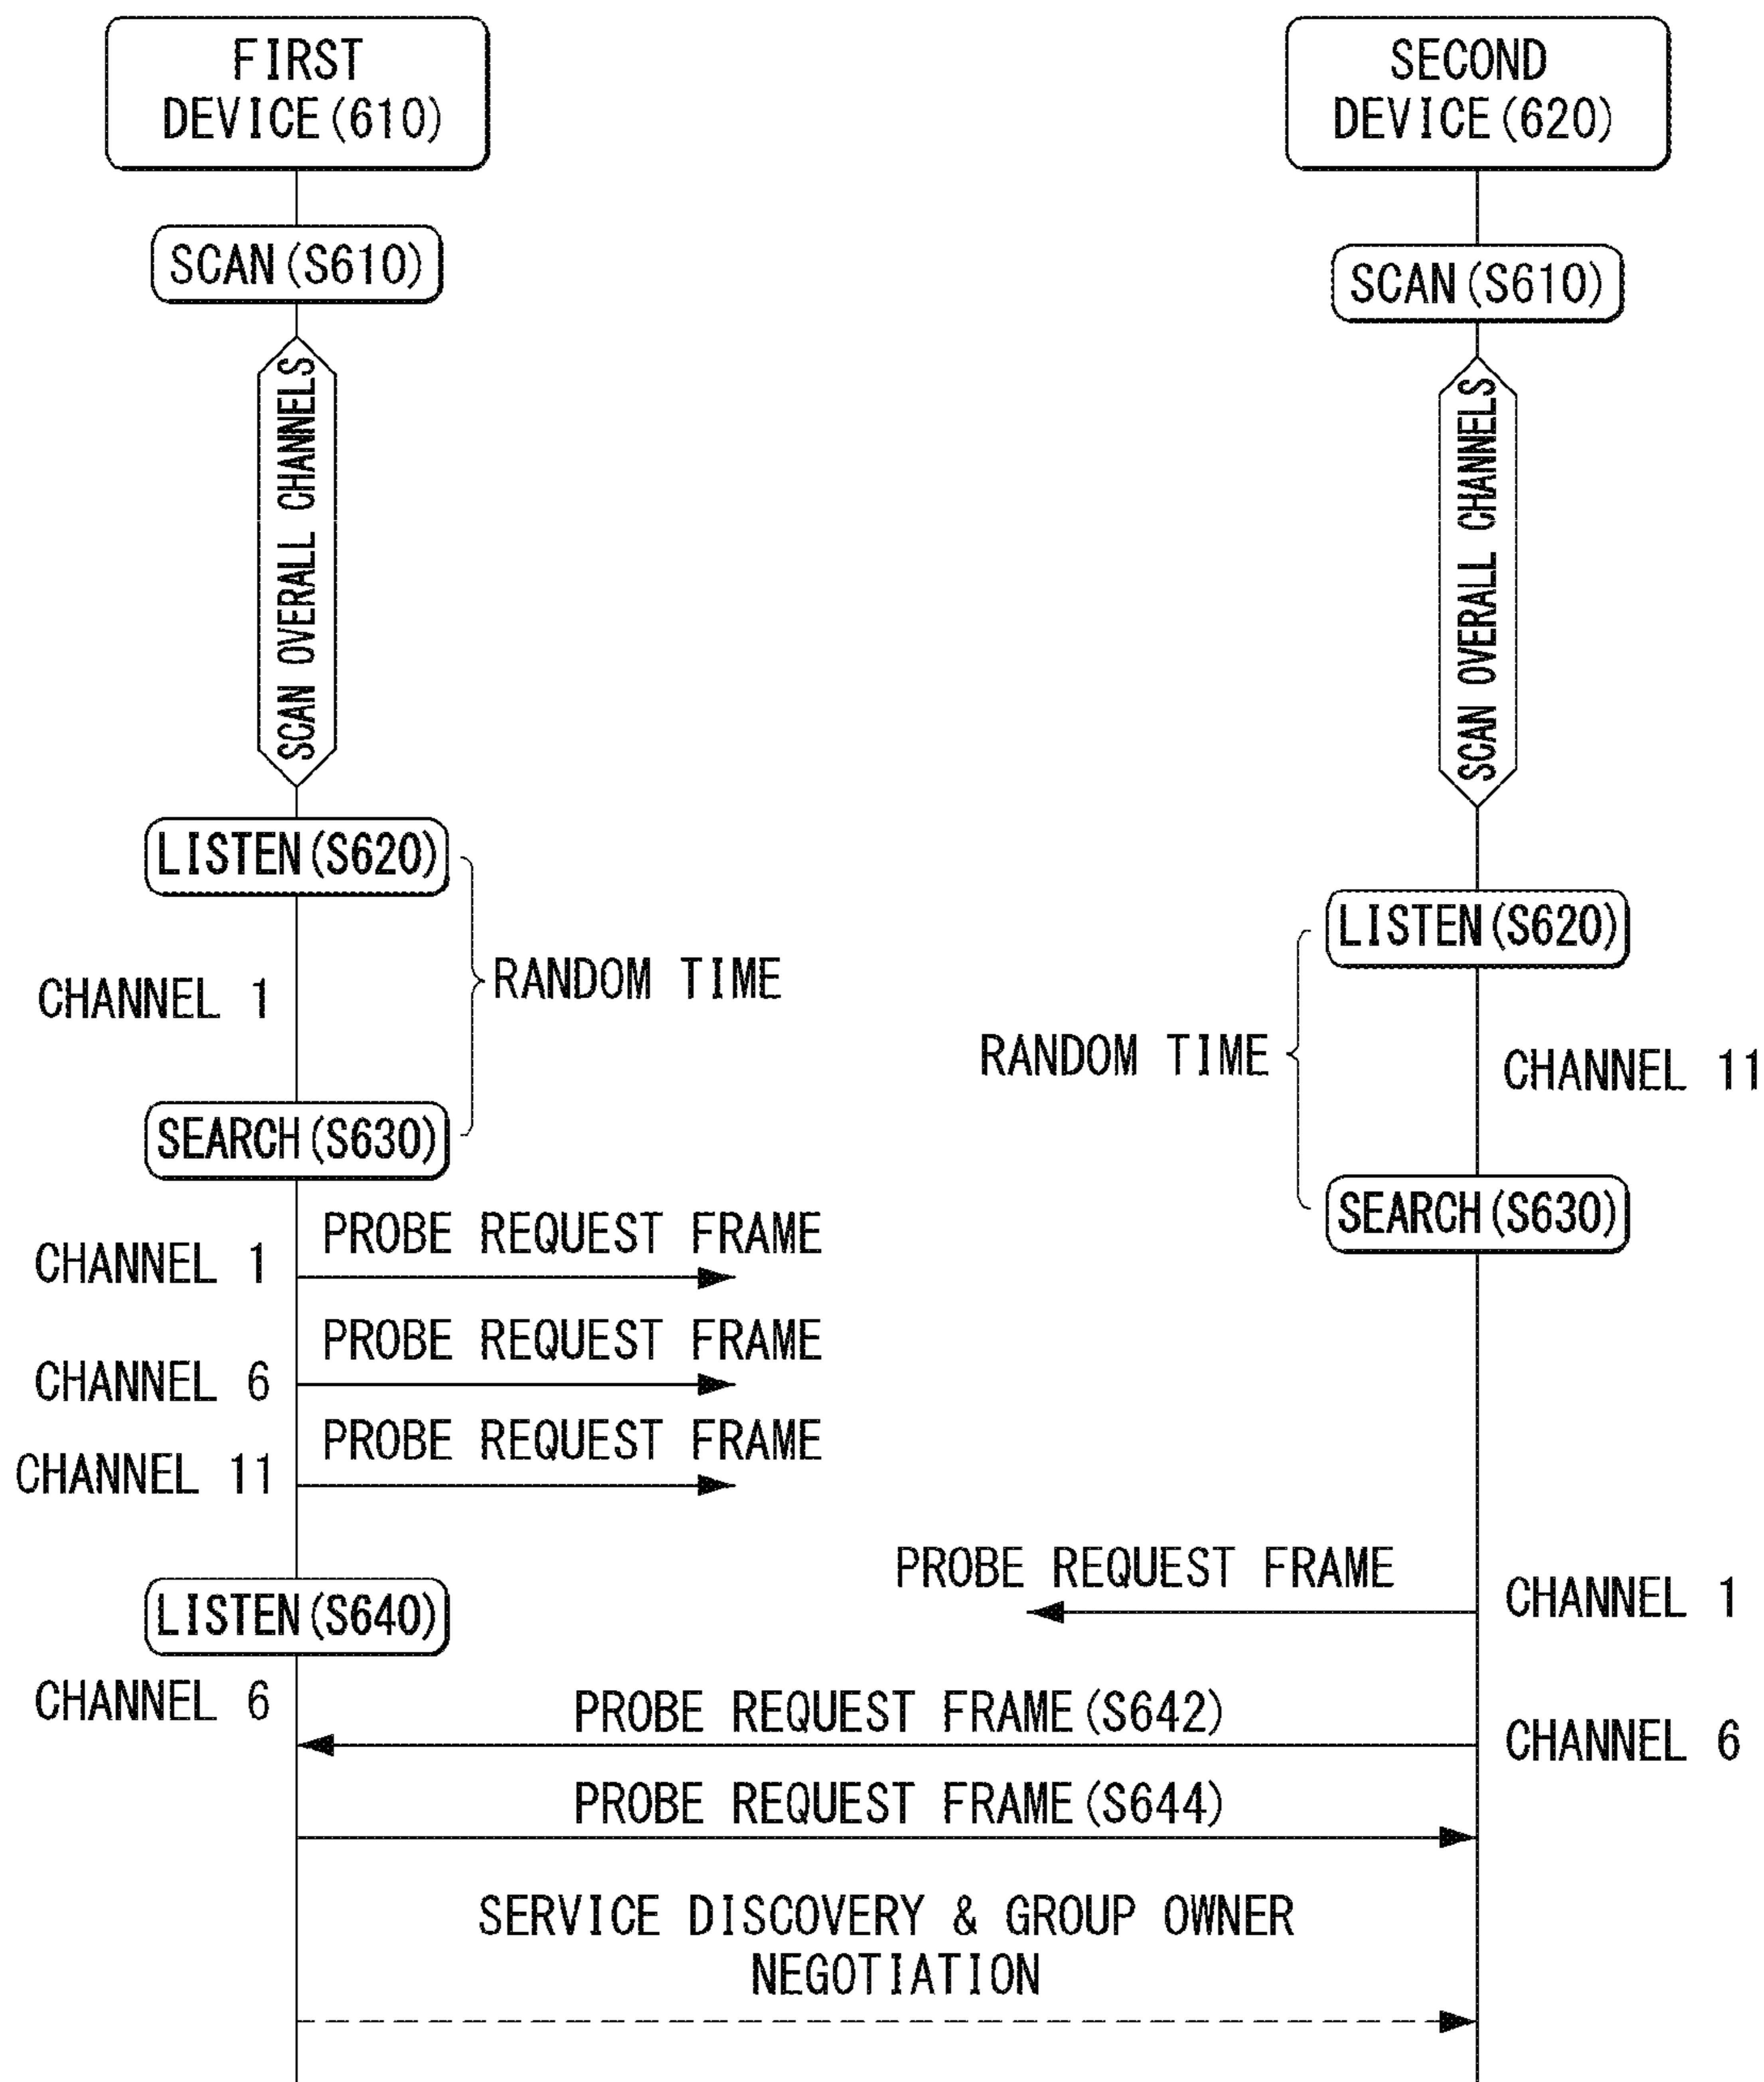 FIRST
DEVICE(610)
SECOND
DEVICE(620)
SCAN(S610)
SCAN(S610)
SCAN OVERALL CHANNELS
SCAN OVERALL CHANNELS
LISTEN(S620)
LISTEN(S620)
CHANNEL 1
RANDOM TIME
RANDOM TIME
CHANNEL 11
SEARCH(S630)
SEARCH(S630)
PROBE REQUEST FRAME
CHANNEL 1
PROBE REQUEST FRAME
CHANNEL 6
PROBE REQUEST FRAME
CHANNEL 11
PROBE REQUEST FRAME
CHANNEL 1
LISTEN(S640)
CHANNEL 6
PROBE REQUEST FRAME(S642)
CHANNEL 6
PROBE REQUEST FRAME(S644)
SERVICE DISCOVERY & GROUP OWNER
NEGOTIATION